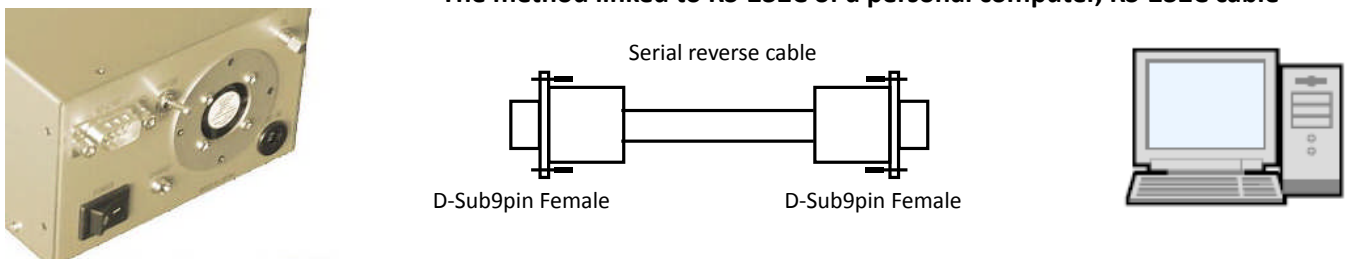 The method linked to RS-232C of a personal computer, RS-232C cable
Serial reverse cable
D-Sub9pin Female
D-Sub9pin Female